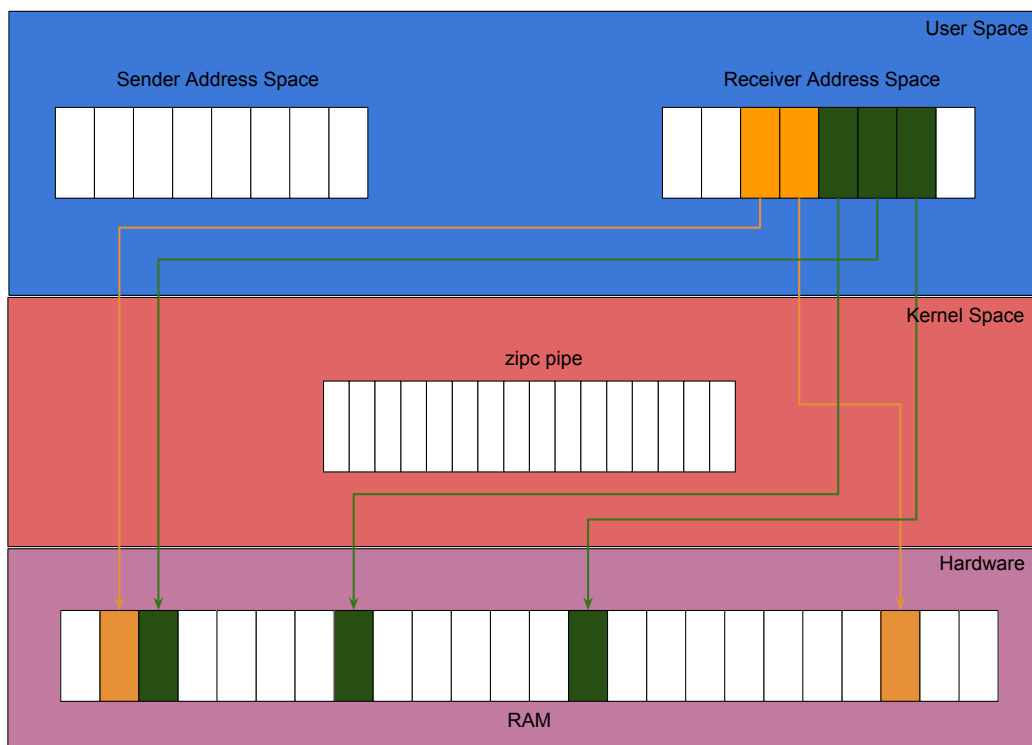 User Space
Sender Address Space
Receiver Address Space
Kernel Space
zipc pipe
Hardware
RAM